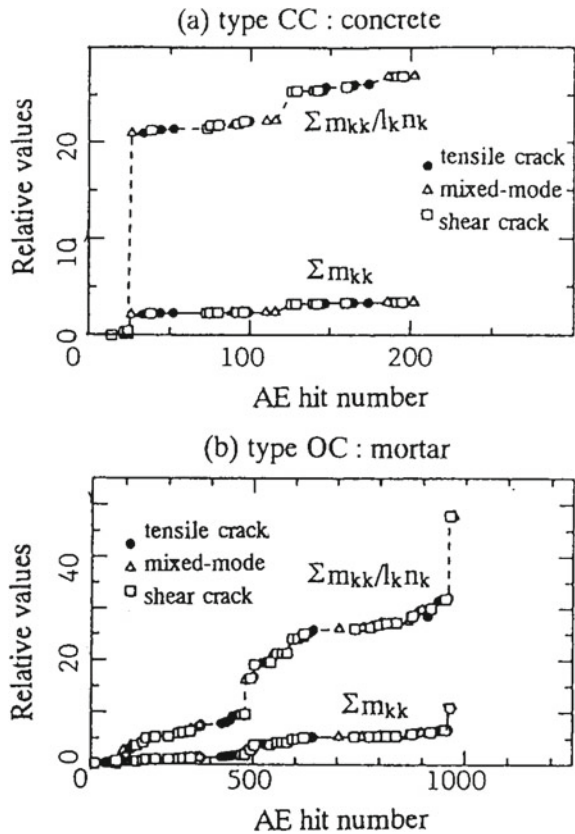 (a) type CC : concrete
Relative values
20
10
0
Σmkk/lknk
tensile crack
mixed-mode
shear crack
Σmkk
0
100
200
AE hit number
(b) type OC : mortar
Relative values
40
20
0
tensile crack
mixed-mode
shear crack
Σmkk/lknk
Σmkk
0
500
1000
AE hit number